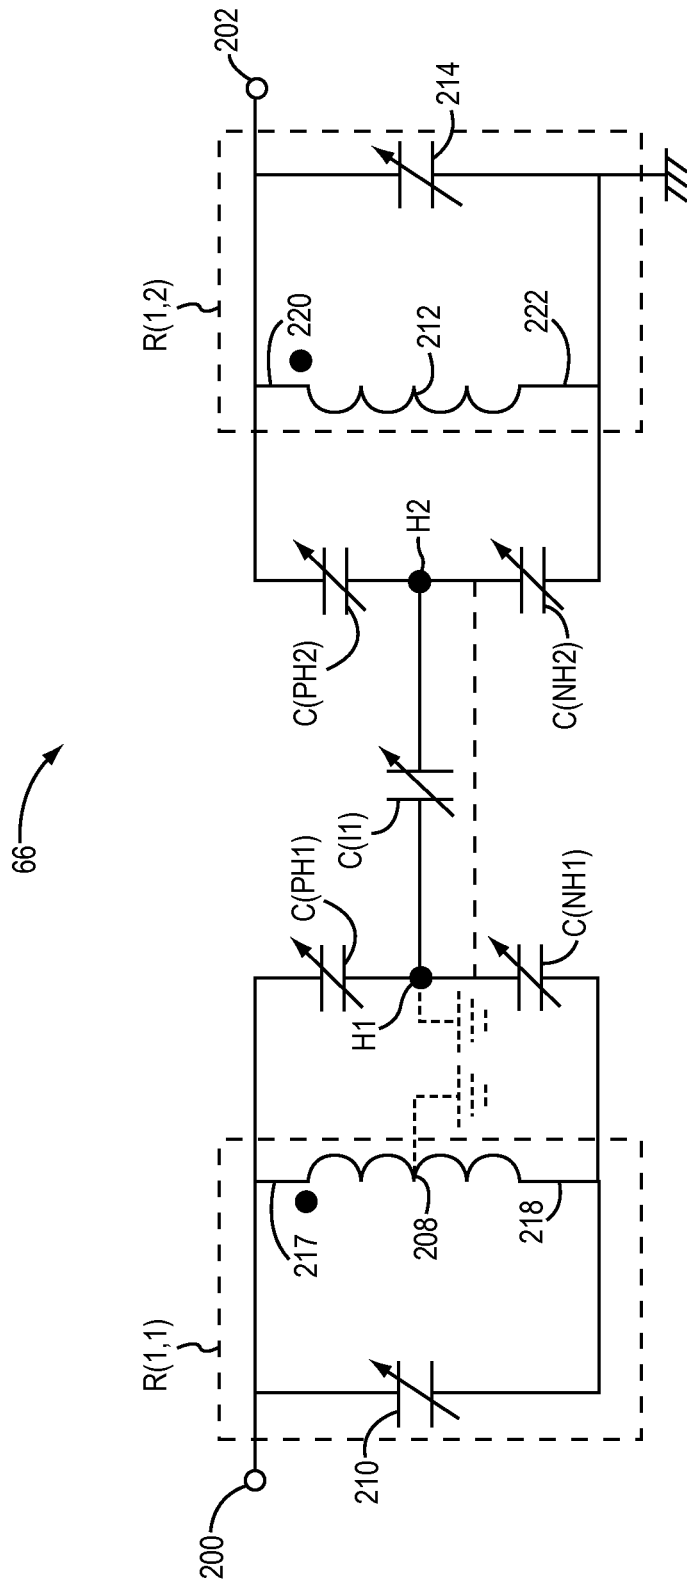 66
200
R(1,1)
210
217
208
218
H1
C(PH1)
C(NH1)
C(I1)
C(PH2)
H2
C(NH2)
R(1,2)
220
212
222
214
202